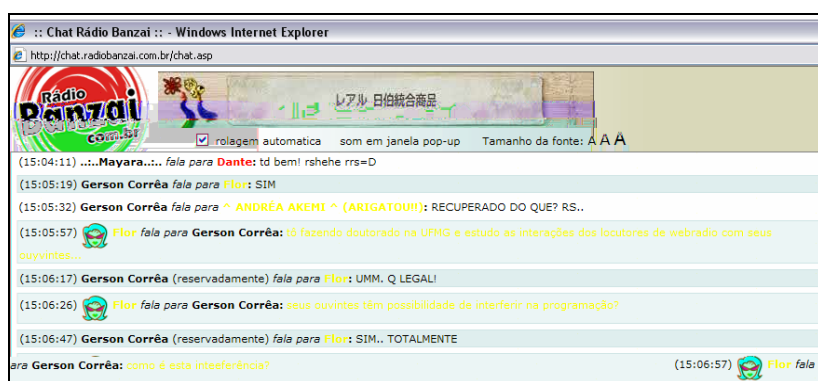 :: Chat Rádio Banzai :: - Windows Internet Explorer
http://chat.radiobanzai.com.br/chat.asp
Rádio
Banzai
com.br
レアル 日伯統合商品
rolagem automatica som em janela pop-up Tamanho da fonte: A A A
(15:04:11) ..:..Mayara..:.. fala para Dante: td bem! rshehe rrs=D
(15:05:19) Gerson Corrêa fala para Flor: SIM
(15:05:32) Gerson Corrêa fala para ^ ANDRÉA AKEMI ^ (ARIGATOU!!): RECUPERADO DO QUE? RS..
(15:05:57) Flor fala para Gerson Corrêa: tô fazendo doutorado na UFMG e estudo as interações dos locutores de webradio com seus
ouvintes..
(15:06:17) Gerson Corrêa (reservadamente) fala para Flor: UMM. Q LEGAL!
(15:06:26) Flor fala para Gerson Corrêa: seus ouvintes têm possibilidade de interferir na programação?
(15:06:47) Gerson Corrêa (reservadamente) fala para Flor: SIM.. TOTALMENTE
(15:06:57) Flor fala
ara Gerson Corrêa: como é esta inteeferência?